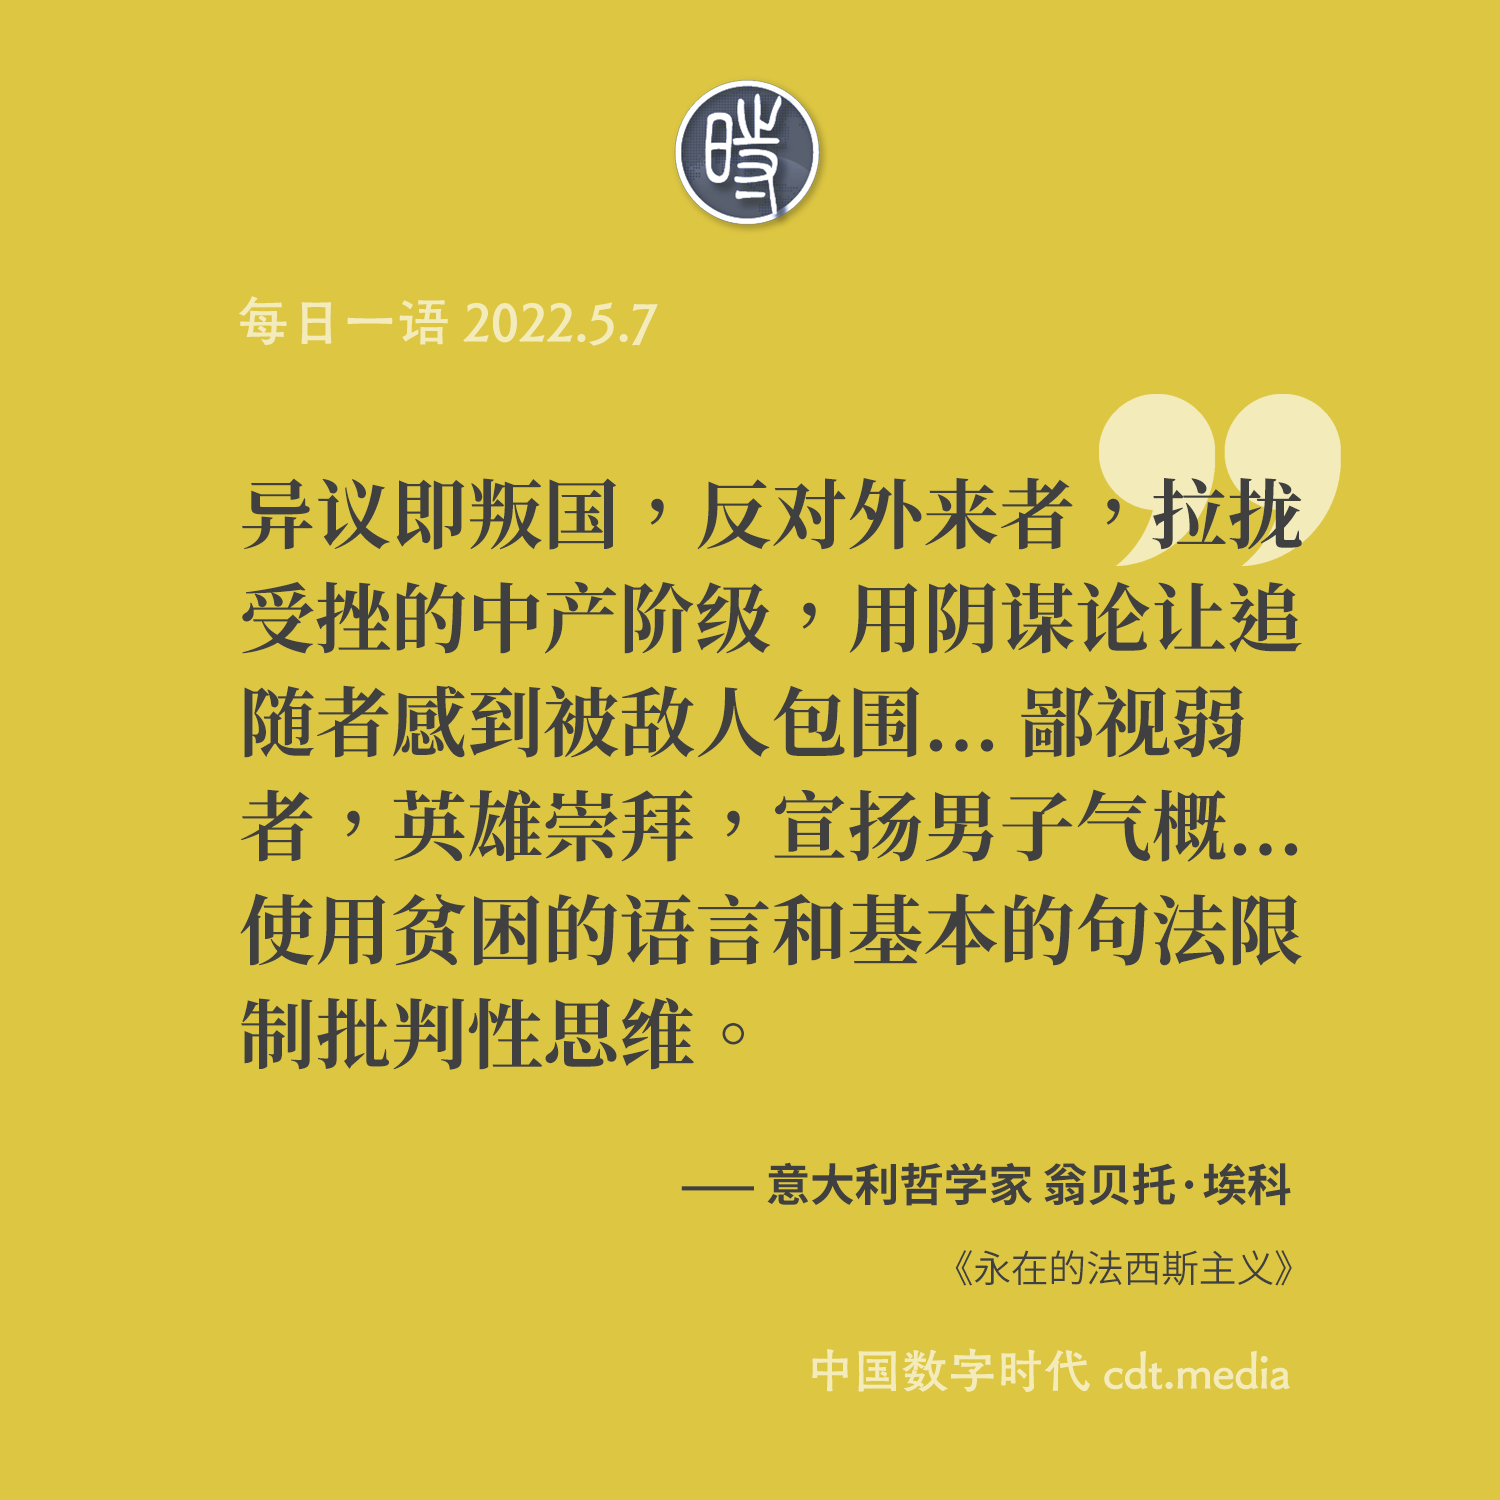 時
每日一语 2022.5.7
异议即叛国，反对外来者，拉拢
受挫的中产阶级，用阴谋论让追
随者感到被敌人包围... 鄙视弱
者，英雄崇拜，宣扬男子气概...
使用贫困的语言和基本的句法限
制批判性思维。
—— 意大利哲学家 翁贝托·埃科
《永在的法西斯主义》
中国数字时代 cdt.media